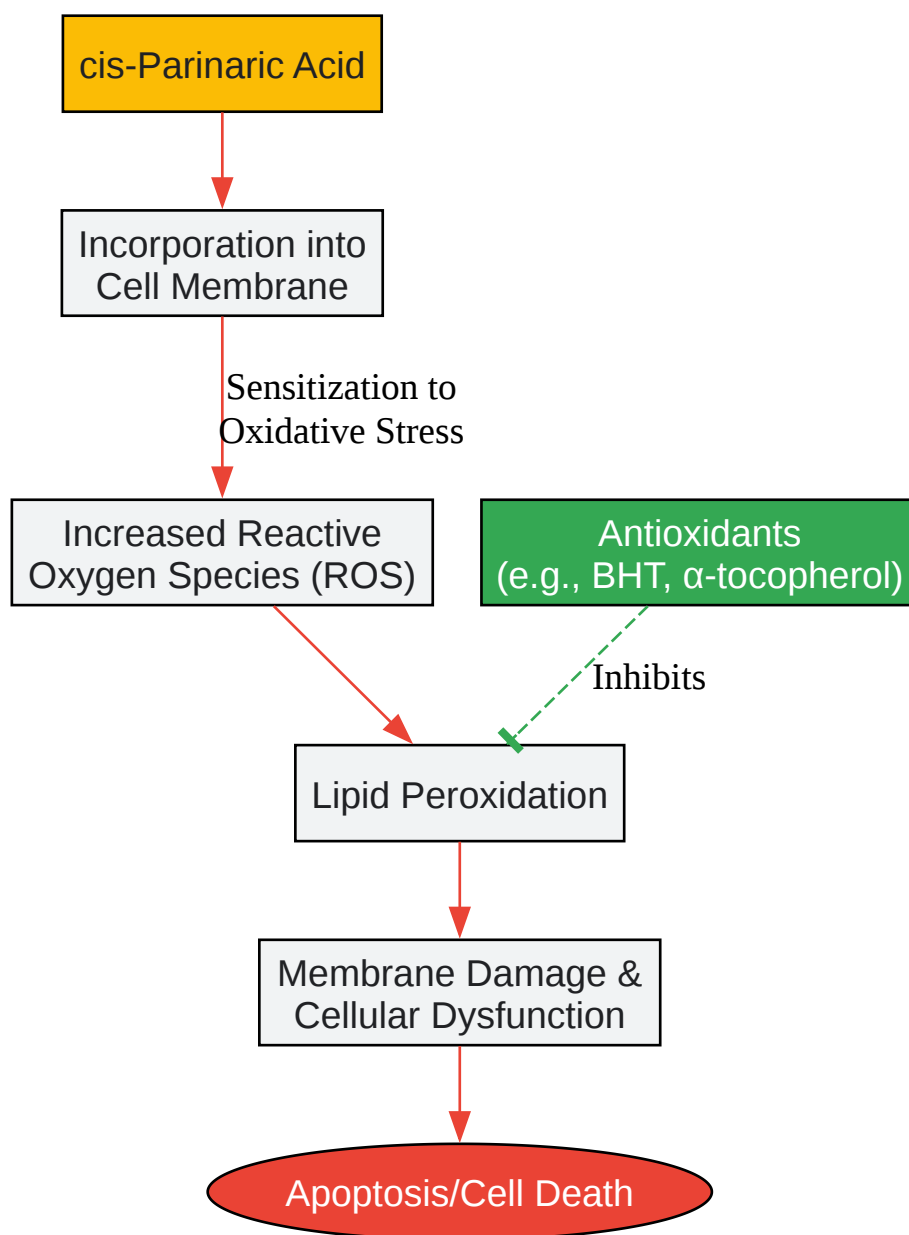 cis-Parinaric Acid
Incorporation into
Cell Membrane
Sensitization to
Oxidative Stress
Increased Reactive
Oxygen Species (ROS)
Antioxidants
(e.g., BHT, α-tocopherol)
Inhibits
Lipid Peroxidation
Membrane Damage &
Cellular Dysfunction
Apoptosis/Cell Death